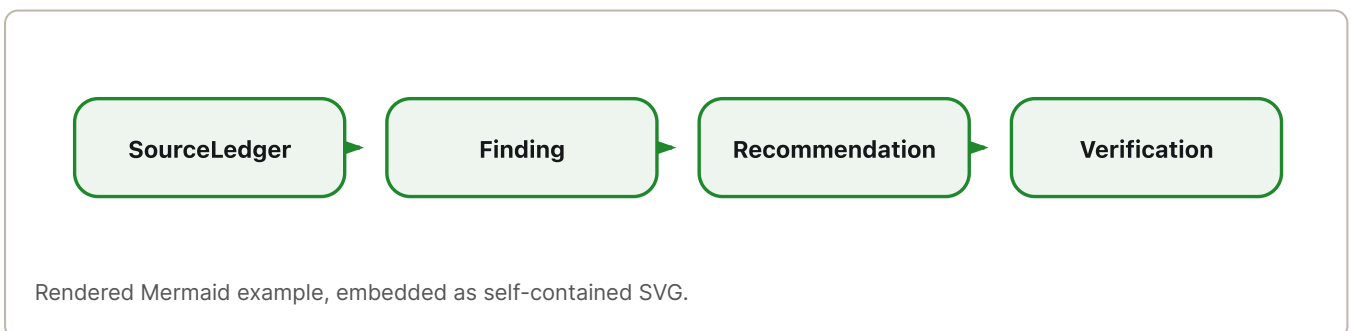 SourceLedger
Finding
Recommendation
Verification
Rendered Mermaid example, embedded as self-contained SVG.